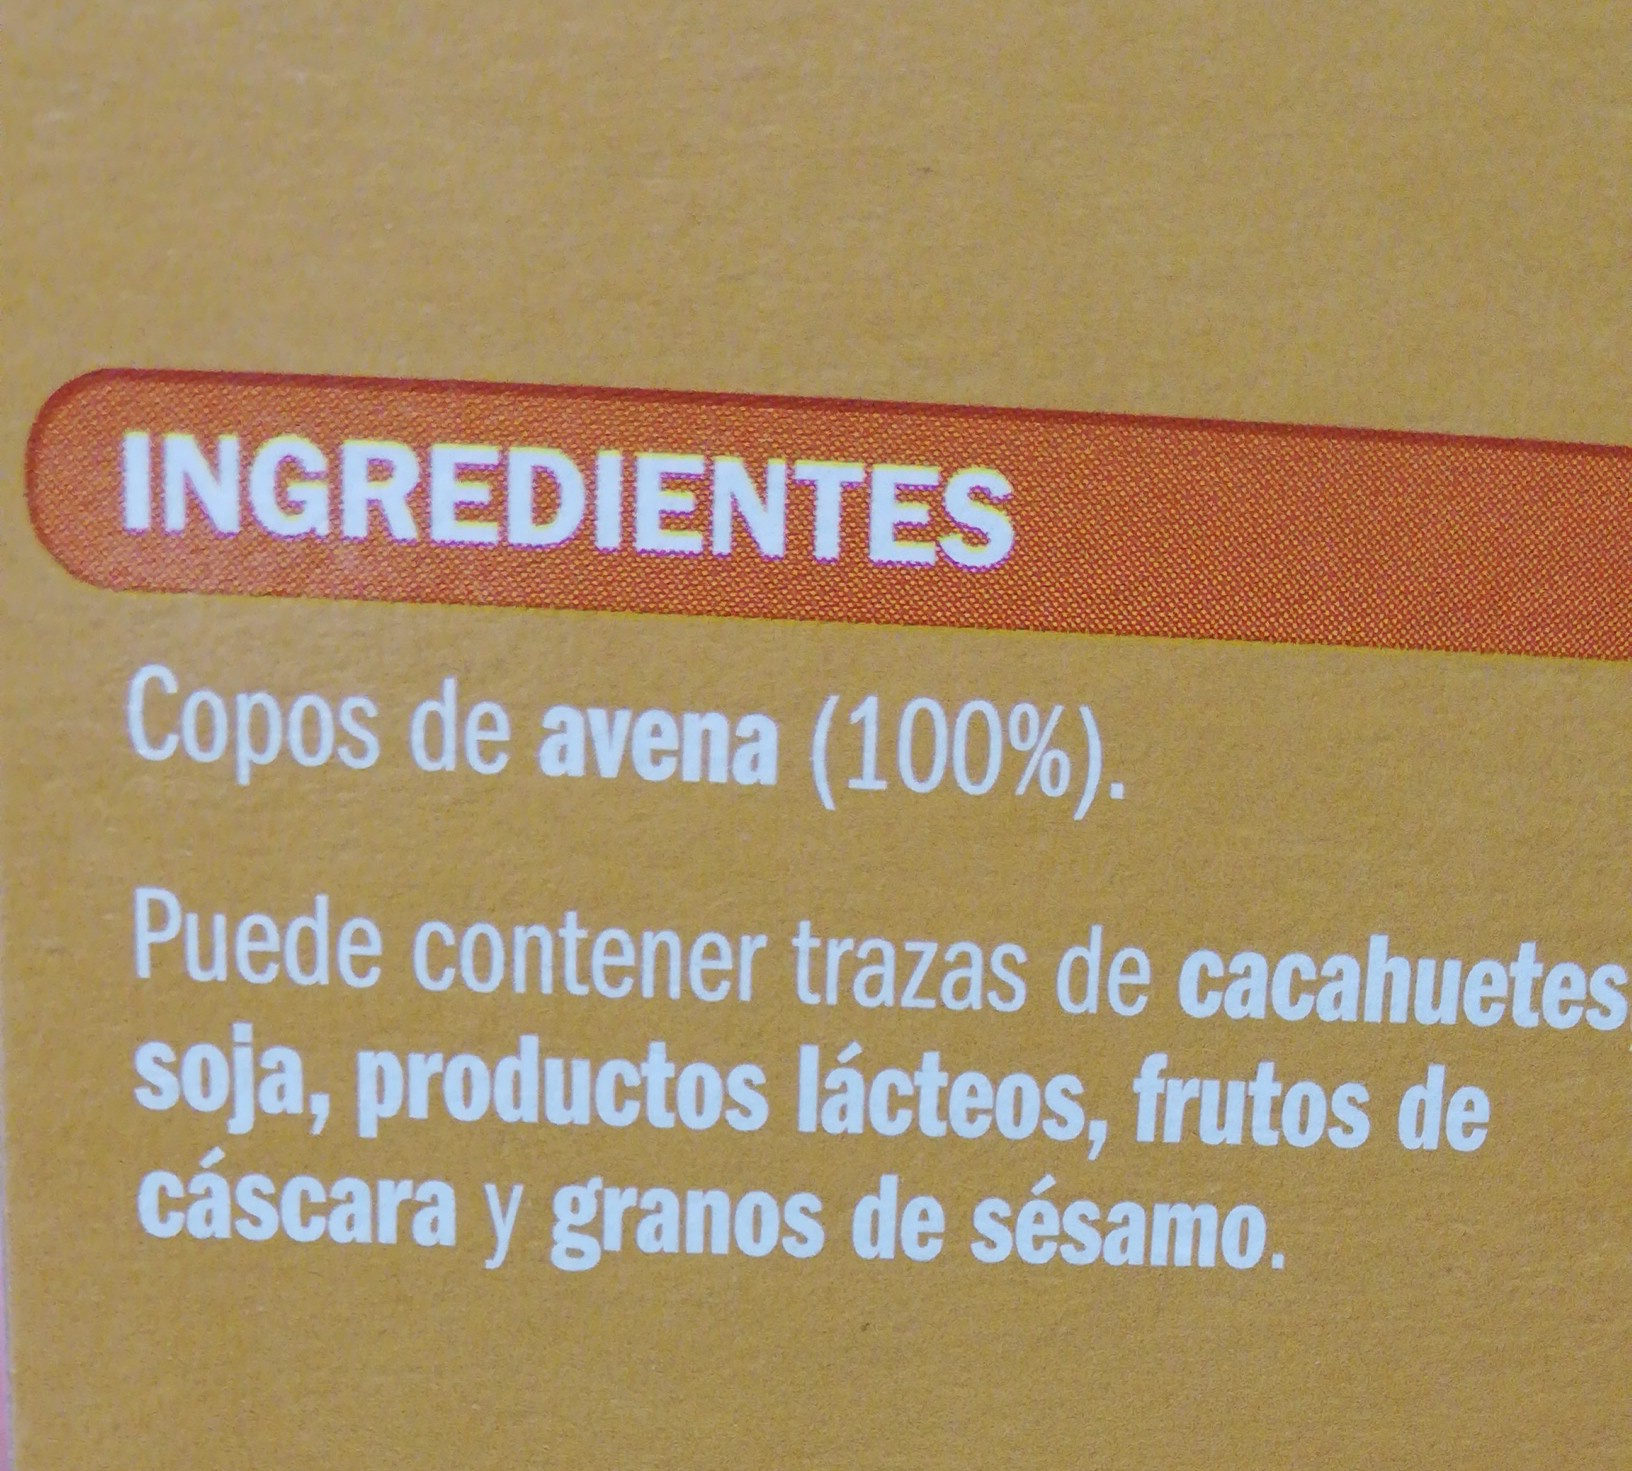 INGREDIENTES
Copos de avena (100%).
Puede contener trazas de cacahuetes,
soja, productos lácteos, frutos de
cáscara y granos de sésamo.